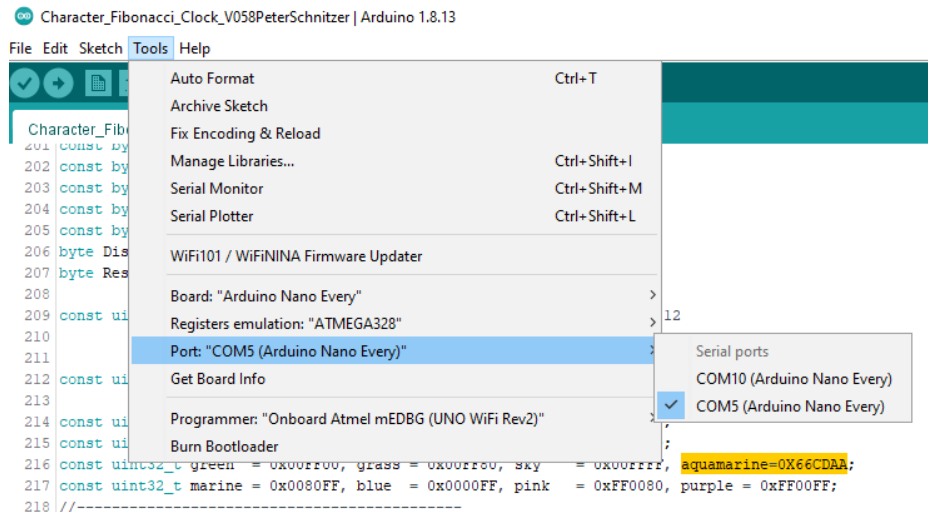 Character_Fibonacci_Clock_V058PeterSchnitzer | Arduino 1.8.13
File Edit Sketch Tools Help
Auto Format Ctrl+T
Archive Sketch
Character_Fib
Fix Encoding & Reload
201 const by
202 const by
Manage Libraries... Ctrl+Shift+I
203 const by
Serial Monitor Ctrl+Shift+M
204 const by
Serial Plotter Ctrl+Shift+L
205 const by
206 byte Dis
WiFi101 / WiFiNINA Firmware Updater
207 byte Res
208
Board: "Arduino Nano Every"
209 const ui 12
Registers emulation: "ATMEGA328"
210
211
Port: "COM5 (Arduino Nano Every)"
Serial ports
212 const ui
Get Board Info
COM10 (Arduino Nano Every)
213
COM5 (Arduino Nano Every)
214 const ui ;
Programmer: "Onboard Atmel mEDBG (UNO WiFi Rev2)"
215 const ui ;
Burn Bootloader
216 const uint32_t green = 0x00FF00, grass = 0x00FF80, sky = 0x00FFFF, aquamarine=0X66CDAA;
217 const uint32_t marine = 0x0080FF, blue = 0x0000FF, pink = 0xFF0080, purple = 0xFF00FF;
218 //--------------------------------------------